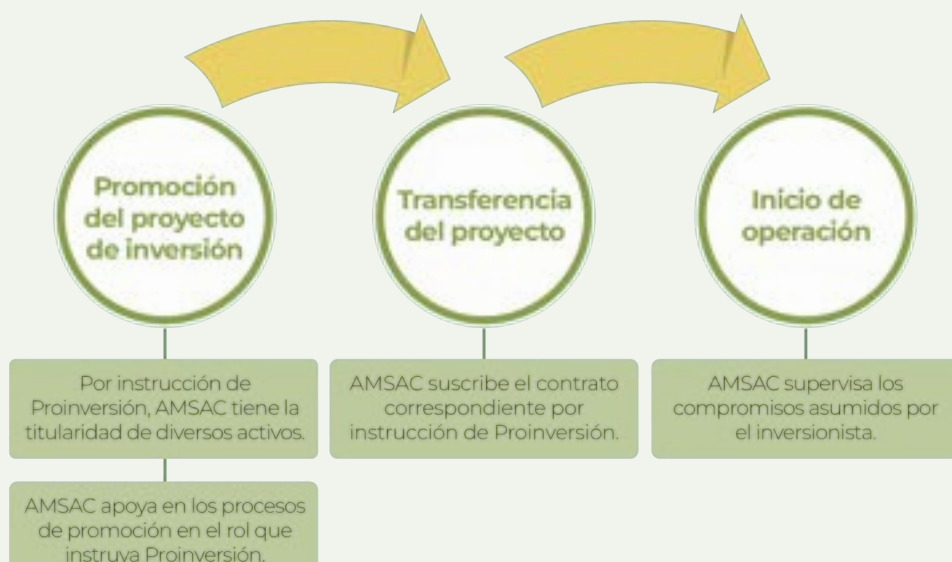 Promoción
del proyecto
de inversión
Transferencia
del proyecto
Inicio de
operación
Por instrucción de
Proinversión, AMSAC tiene la
titularidad de diversos activos.
AMSAC suscribe el contrato
correspondiente por
instrucción de Proinversión.
AMSAC supervisa los
compromisos asumidos por
el inversionista.
AMSAC apoya en los procesos
de promoción en el rol que
instruya Proinversión.